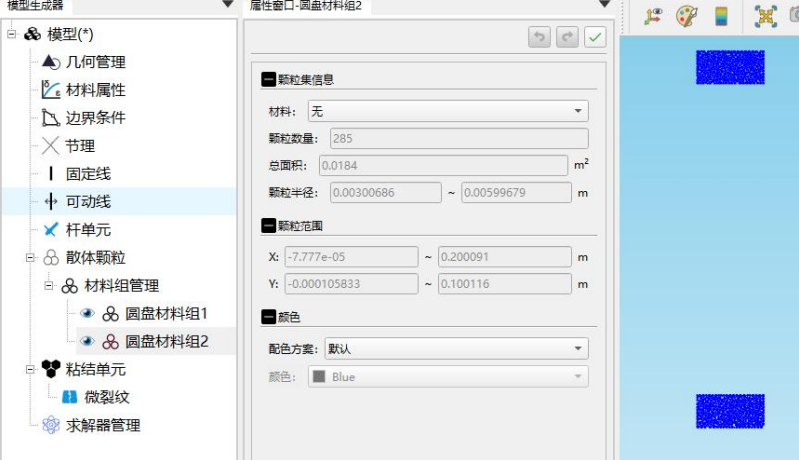 模型生成器
模型(*)
几何管理
材料属性
边界条件
节理
固定线
可动线
杆单元
散体颗粒
材料组管理
圆盘材料组1
圆盘材料组2
粘结单元
微裂纹
求解器管理
属性窗口-圆盘材料组2
颗粒集信息
材料: 无
颗粒数量: 285
总面积: 0.0184 m²
颗粒半径: 0.00300686 ~ 0.00599679 m
颗粒范围
X: -7.777e-05 ~ 0.200091 m
Y: -0.000105833 ~ 0.100116 m
颜色
配色方案: 默认
颜色: Blue